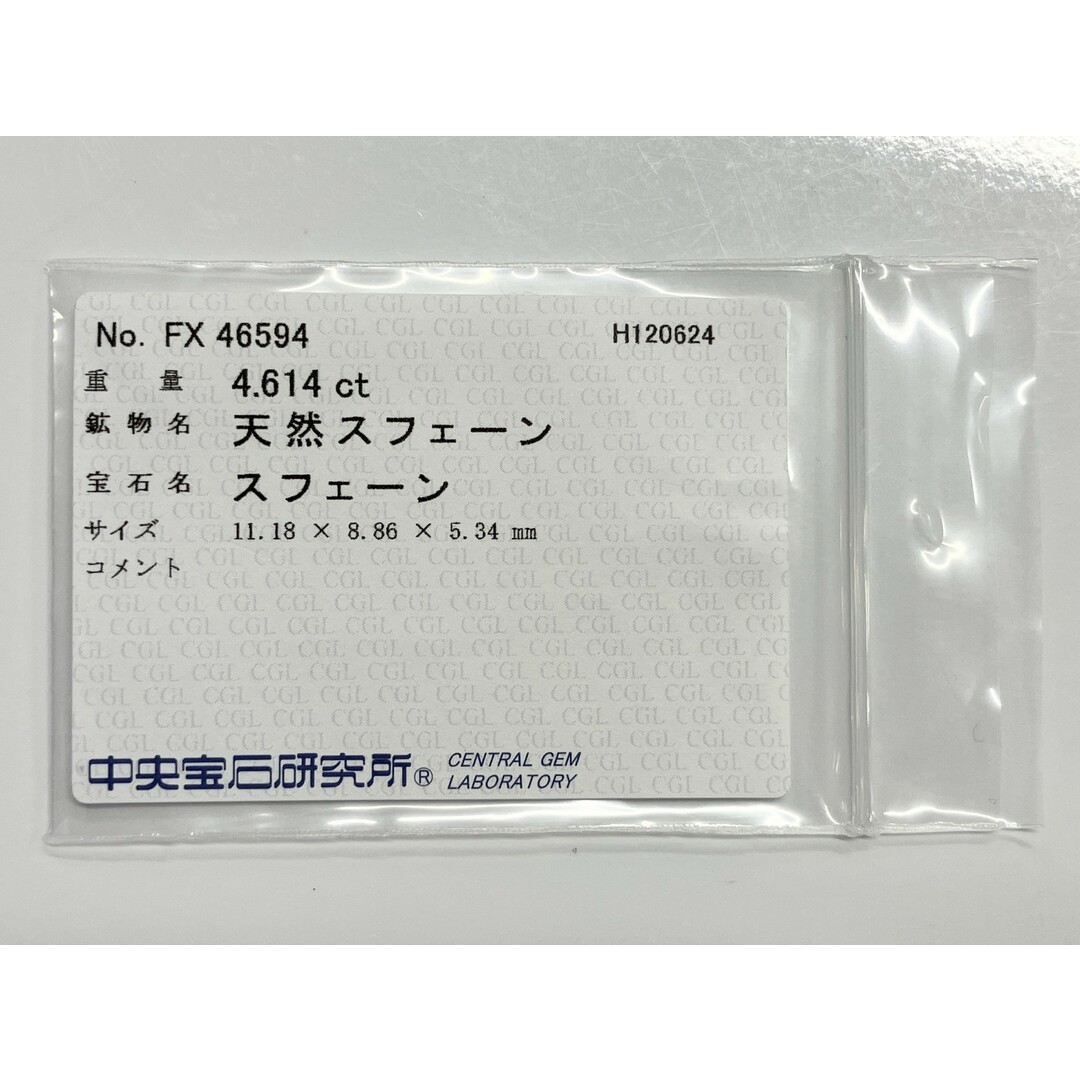 No. FX 46594 H120624
重量 4.614 ct
鉱物名 天然スフェーン
宝石名 スフェーン
サイズ 11.18 × 8.86 × 5.34 mm
コメント
中央宝石研究所® CENTRAL GEM LABORATORY